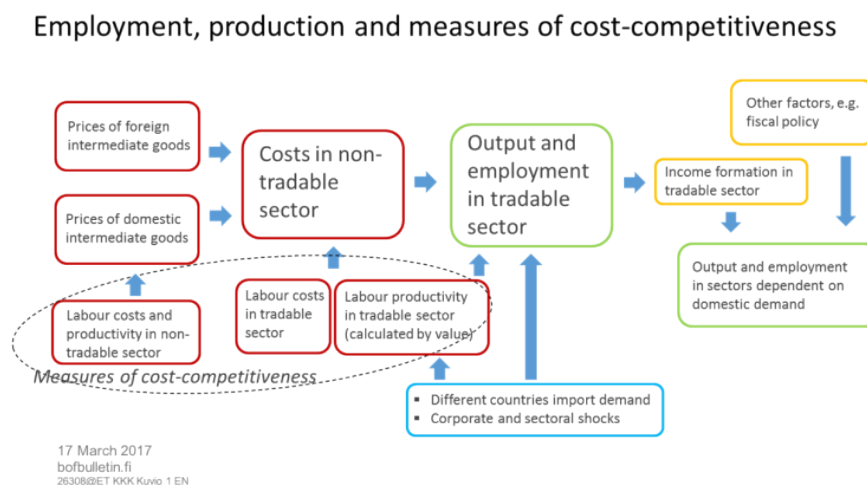 Employment, production and measures of cost-competitiveness
Prices of foreign
intermediate goods
Prices of domestic
intermediate goods
Labour costs and
productivity in non-
tradable sector
Costs in non-
tradable
sector
Labour costs
in tradable
sector
Labour productivity
in tradable sector
(calculated by value)
Measures of cost-competitiveness
Output and
employment
in tradable
sector
▪ Different countries import demand
▪ Corporate and sectoral shocks
Income formation in
tradable sector
Other factors, e.g.
fiscal policy
Output and employment
in sectors dependent on
domestic demand
17 March 2017
bofbulletin.fi
26308@ET KKK Kuvio 1 EN